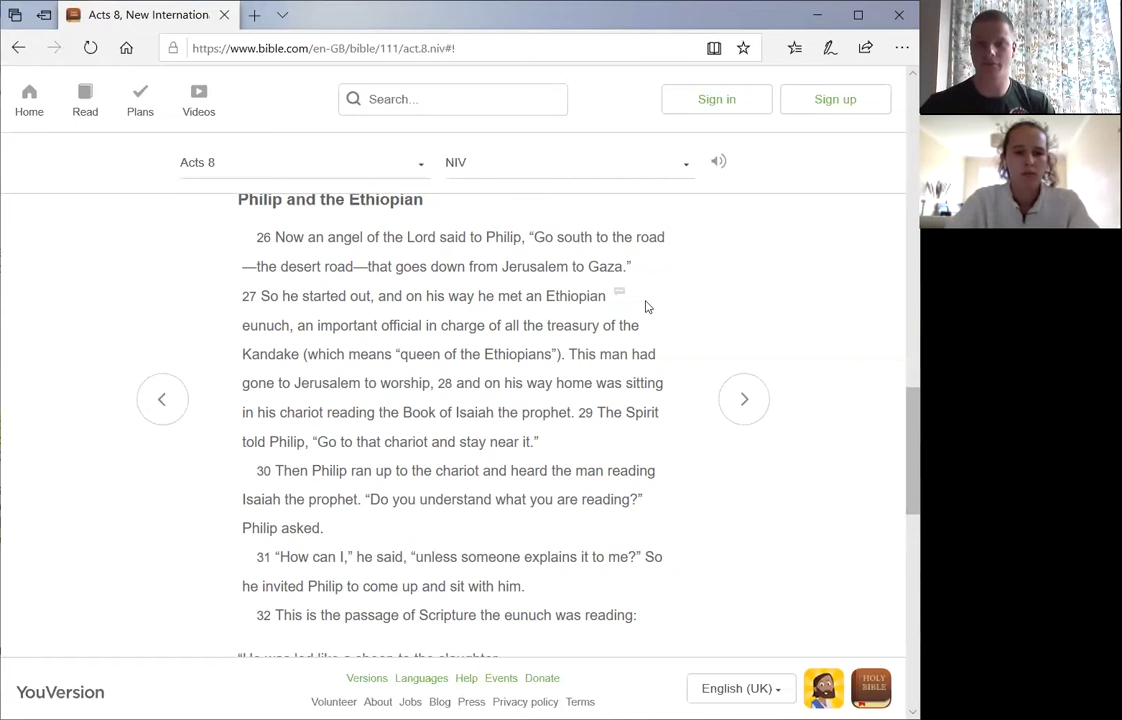 Acts 8, New Internation
https://www.bible.com/en-GB/bible/111/act.8.niv#!
Home
Read
Plans
Videos
Search...
Sign in
Sign up
Acts 8
NIV
Philip and the Ethiopian
26 Now an angel of the Lord said to Philip, “Go south to the road
—the desert road—that goes down from Jerusalem to Gaza.”
27 So he started out, and on his way he met an Ethiopian
eunuch, an important official in charge of all the treasury of the
Kandake (which means “queen of the Ethiopians”). This man had
gone to Jerusalem to worship, 28 and on his way home was sitting
in his chariot reading the Book of Isaiah the prophet. 29 The Spirit
told Philip, “Go to that chariot and stay near it.”
30 Then Philip ran up to the chariot and heard the man reading
Isaiah the prophet. “Do you understand what you are reading?”
Philip asked.
31 “How can I,” he said, “unless someone explains it to me?” So
he invited Philip to come up and sit with him.
32 This is the passage of Scripture the eunuch was reading:
“He was led like a sheep to the slaughter,
YouVersion
Versions Languages Help Events Donate
Volunteer About Jobs Blog Press Privacy policy Terms
English (UK)
HOLY
BIBLE